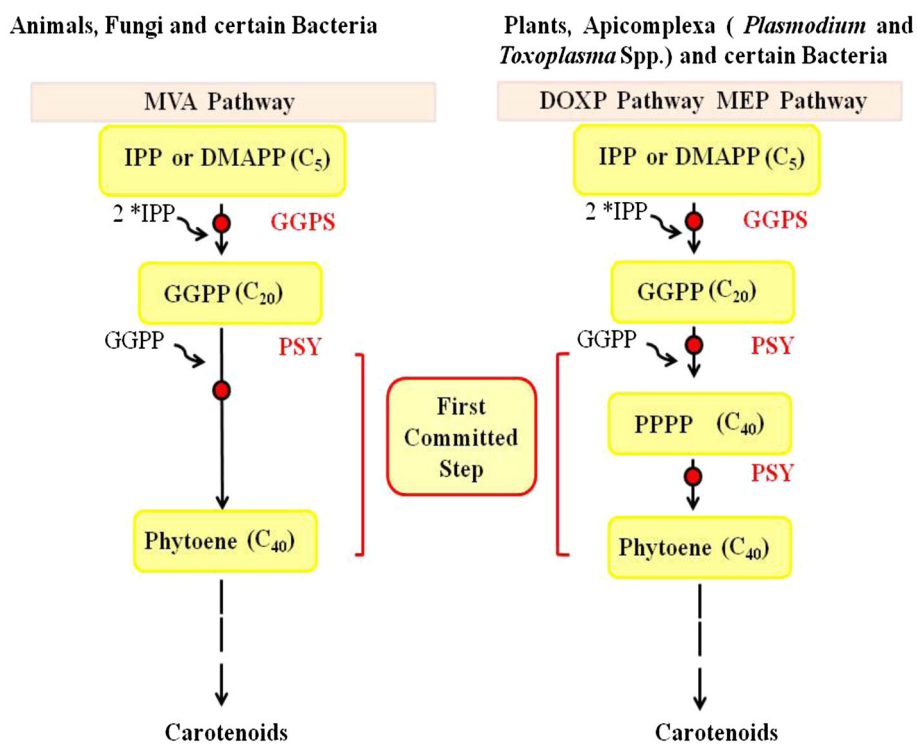 Animals, Fungi and certain Bacteria
MVA Pathway
IPP or DMAPP (C₅)
2 *IPP
GGPS
GGPP (C₂₀)
GGPP
PSY
Phytoene (C₄₀)
Carotenoids
First
Committed
Step
Plants, Apicomplexa ( Plasmodium and
Toxoplasma Spp.) and certain Bacteria
DOXP Pathway MEP Pathway
IPP or DMAPP (C₅)
2 *IPP
GGPS
GGPP (C₂₀)
GGPP
PSY
PPPP (C₄₀)
PSY
Phytoene (C₄₀)
Carotenoids